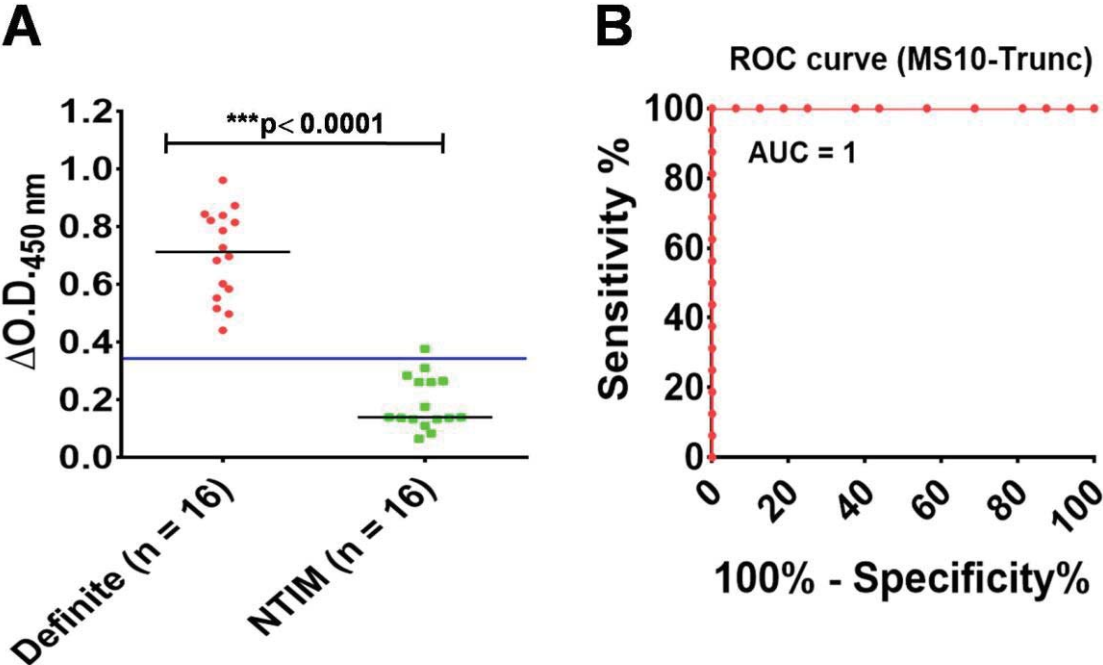 A
B
ROC curve (MS10-Trunc)
***p< 0.0001
AUC = 1
ΔO.D.450 nm
1.2
1.0
0.8
0.6
0.4
0.2
0.0
Definite (n = 16)
NTIM (n = 16)
Sensitivity %
100
80
60
40
20
0
0
20
40
60
80
100
100% - Specificity%